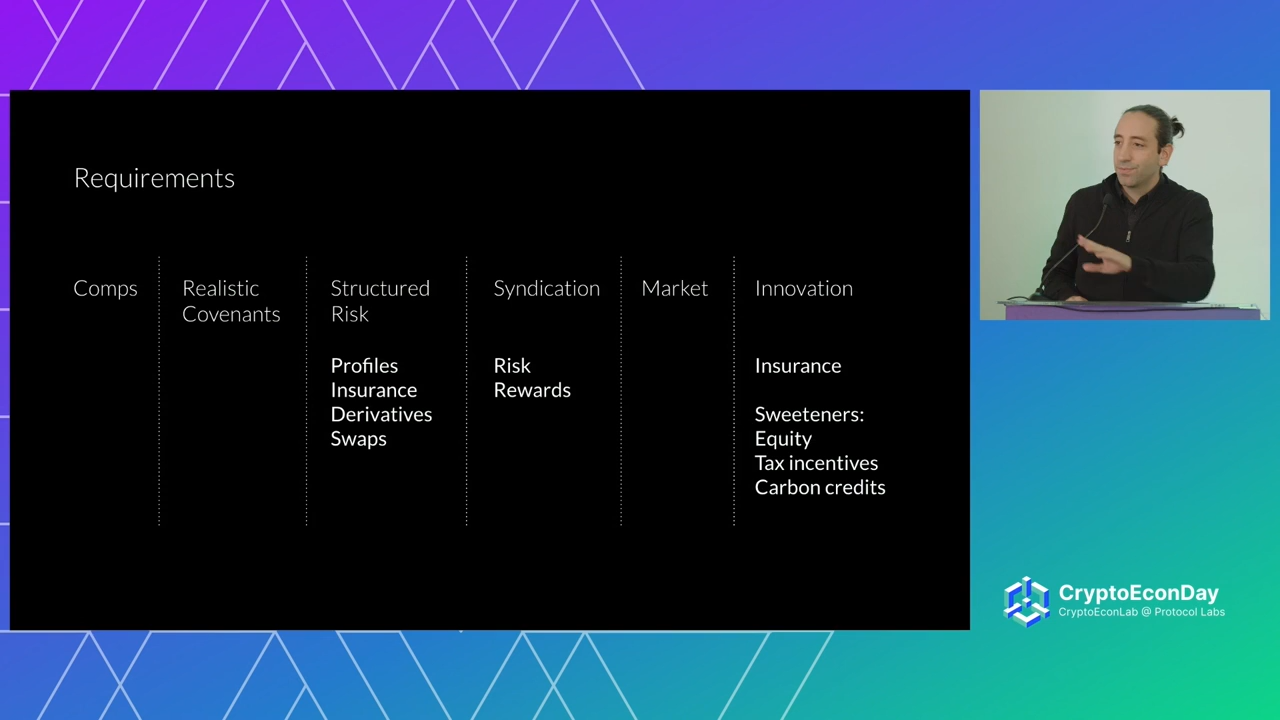 Requirements
Comps
Realistic
Covenants
Structured
Risk
Profiles
Insurance
Derivatives
Swaps
Syndication
Risk
Rewards
Market
Innovation
Insurance
Sweeteners:
Equity
Tax incentives
Carbon credits
CryptoEconDay
CryptoEconLab @ Protocol Labs